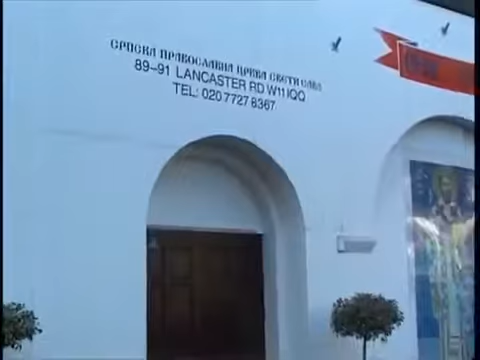 СРПСКА ПРАВОСЛАВНА ЦРКВА СВЕТИ САВА
89-91 LANCASTER RD W11 1QQ
TEL: 020 7727 8367